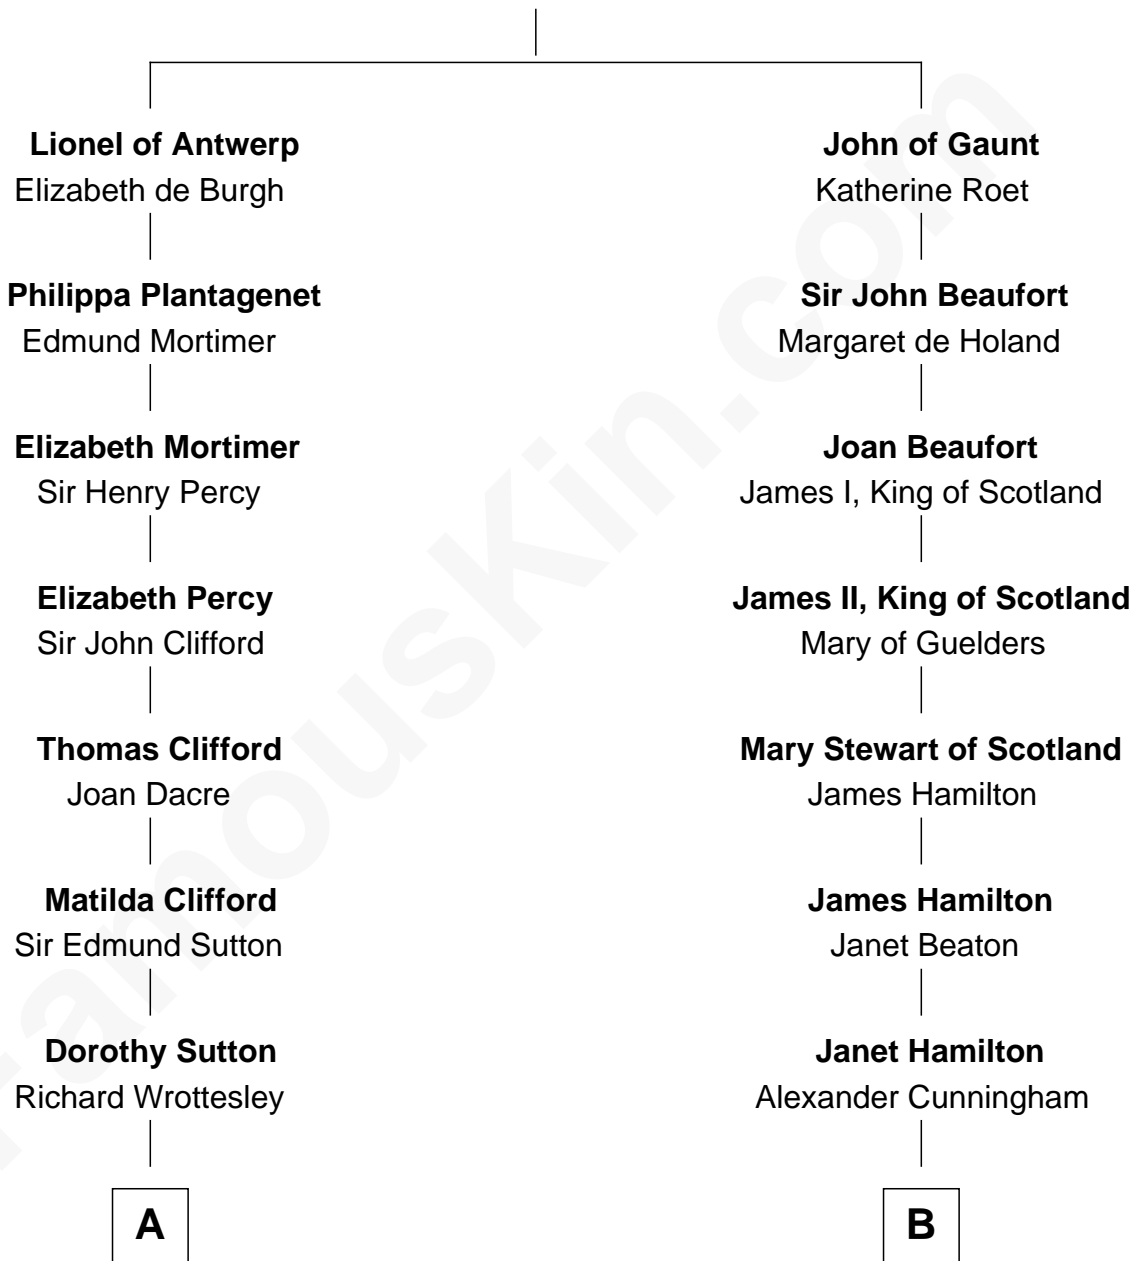 Lionel of Antwerp
Elizabeth de Burgh
Philippa Plantagenet
Edmund Mortimer
Elizabeth Mortimer
Sir Henry Percy
Elizabeth Percy
Sir John Clifford
Thomas Clifford
Joan Dacre
Matilda Clifford
Sir Edmund Sutton
Dorothy Sutton
Richard Wrottesley
A
John of Gaunt
Katherine Roet
Sir John Beaufort
Margaret de Holand
Joan Beaufort
James I, King of Scotland
James II, King of Scotland
Mary of Guelders
Mary Stewart of Scotland
James Hamilton
James Hamilton
Janet Beaton
Janet Hamilton
Alexander Cunningham
B
FamousKin.com